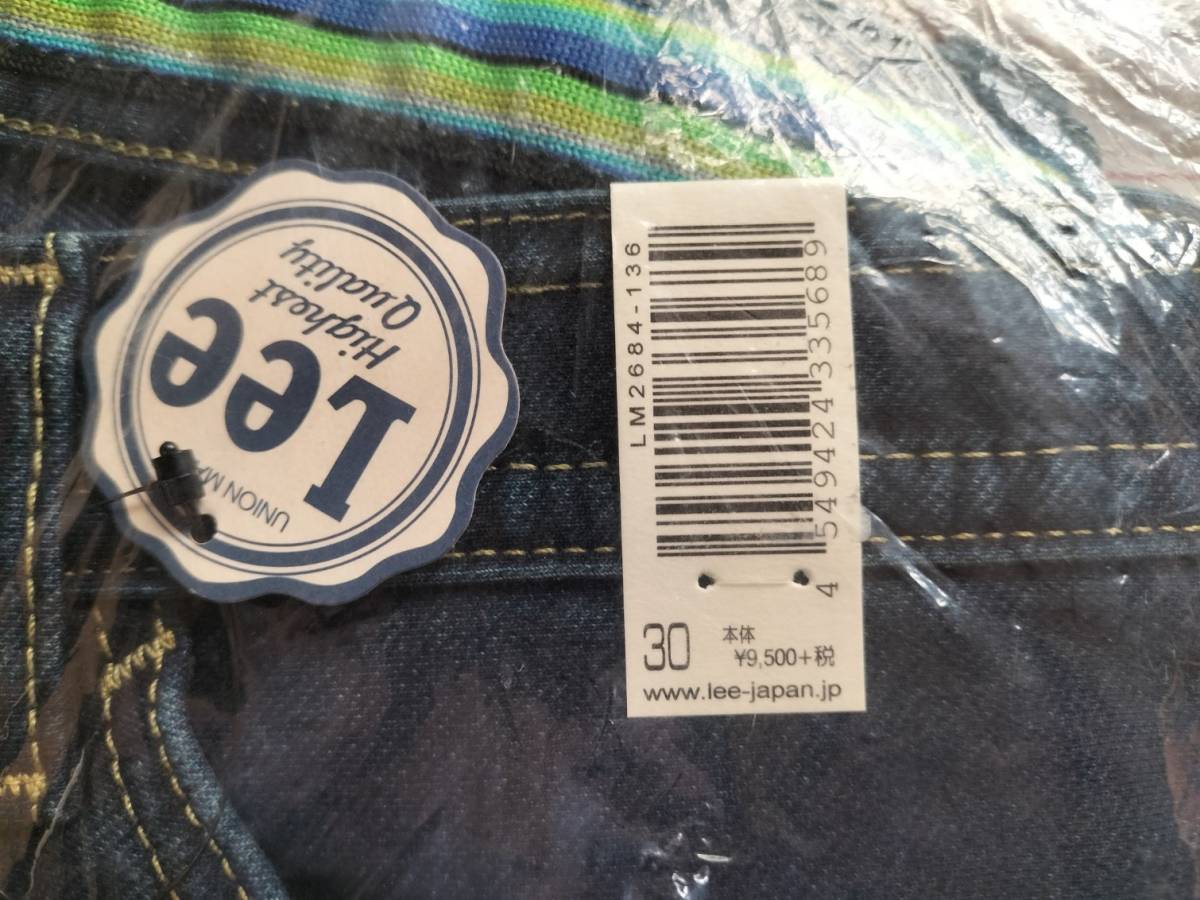 Lee
Highest
Quality
UNION MA
LM2684-136
4 549424 335689
30
本体
¥9,500+税
www.lee-japan.jp